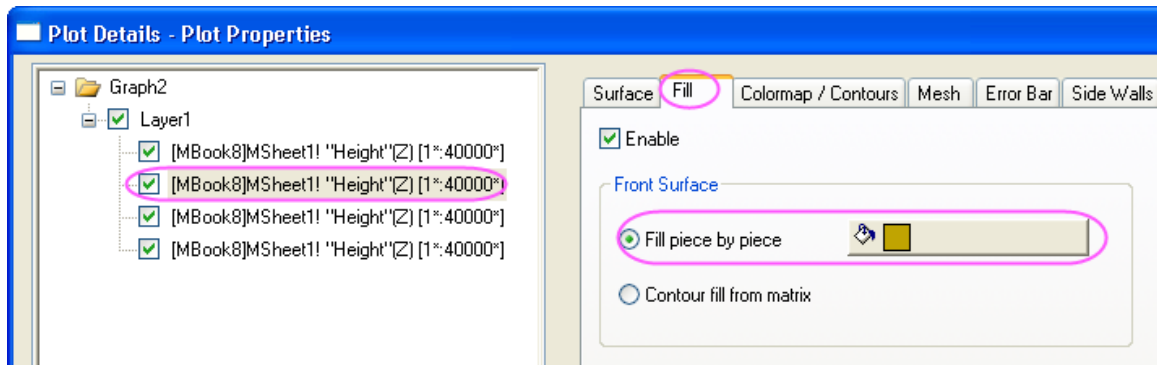 Plot Details - Plot Properties
Graph2
Layer1
[MBook8]MSheet1! "Height"(Z) [1*:40000*]
[MBook8]MSheet1! "Height"(Z) [1*:40000*]
[MBook8]MSheet1! "Height"(Z) [1*:40000*]
[MBook8]MSheet1! "Height"(Z) [1*:40000*]
Surface Fill Colormap / Contours Mesh Error Bar Side Walls
Enable
Front Surface
Fill piece by piece
Contour fill from matrix